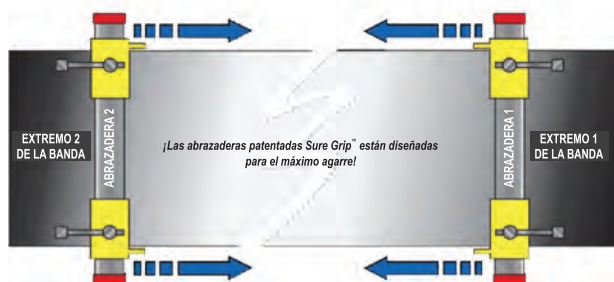 EXTREMO 2
DE LA BANDA
ABRAZADERA 2
¡Las abrazaderas patentadas Sure Grip™ están diseñadas
para el máximo agarre!
ABRAZADERA 1
EXTREMO 1
DE LA BANDA